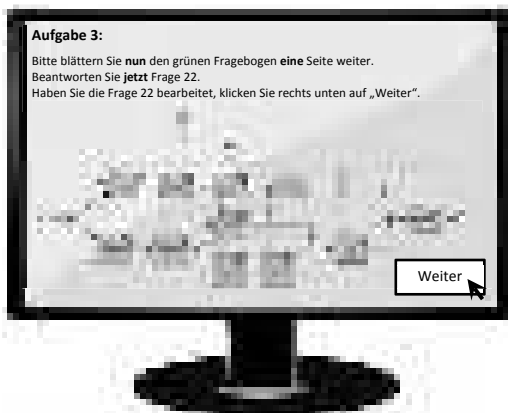 Aufgabe 3:
Bitte blättern Sie nun den grünen Fragebogen eine Seite weiter.
Beantworten Sie jetzt Frage 22.
Haben Sie die Frage 22 bearbeitet, klicken Sie rechts unten auf „Weiter“.
Weiter